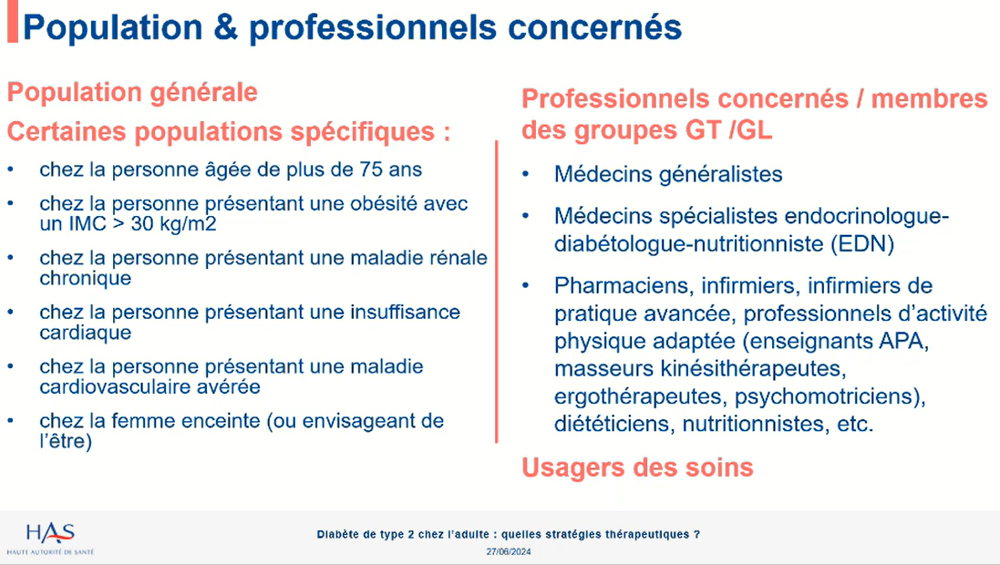 Population & professionnels concernés
Population générale
Certaines populations spécifiques :
• chez la personne âgée de plus de 75 ans
• chez la personne présentant une obésité avec
un IMC > 30 kg/m2
• chez la personne présentant une maladie rénale
chronique
• chez la personne présentant une insuffisance
cardiaque
• chez la personne présentant une maladie
cardiovasculaire avérée
• chez la femme enceinte (ou envisageant de
l’être)
Professionnels concernés / membres
des groupes GT /GL
• Médecins généralistes
• Médecins spécialistes endocrinologue-
diabétologue-nutritionniste (EDN)
• Pharmaciens, infirmiers, infirmiers de
pratique avancée, professionnels d’activité
physique adaptée (enseignants APA,
masseurs kinésithérapeutes,
ergothérapeutes, psychomotriciens),
diététiciens, nutritionnistes, etc.
Usagers des soins
HAS
HAUTE AUTORITÉ DE SANTÉ
Diabète de type 2 chez l’adulte : quelles stratégies thérapeutiques ?
27/06/2024